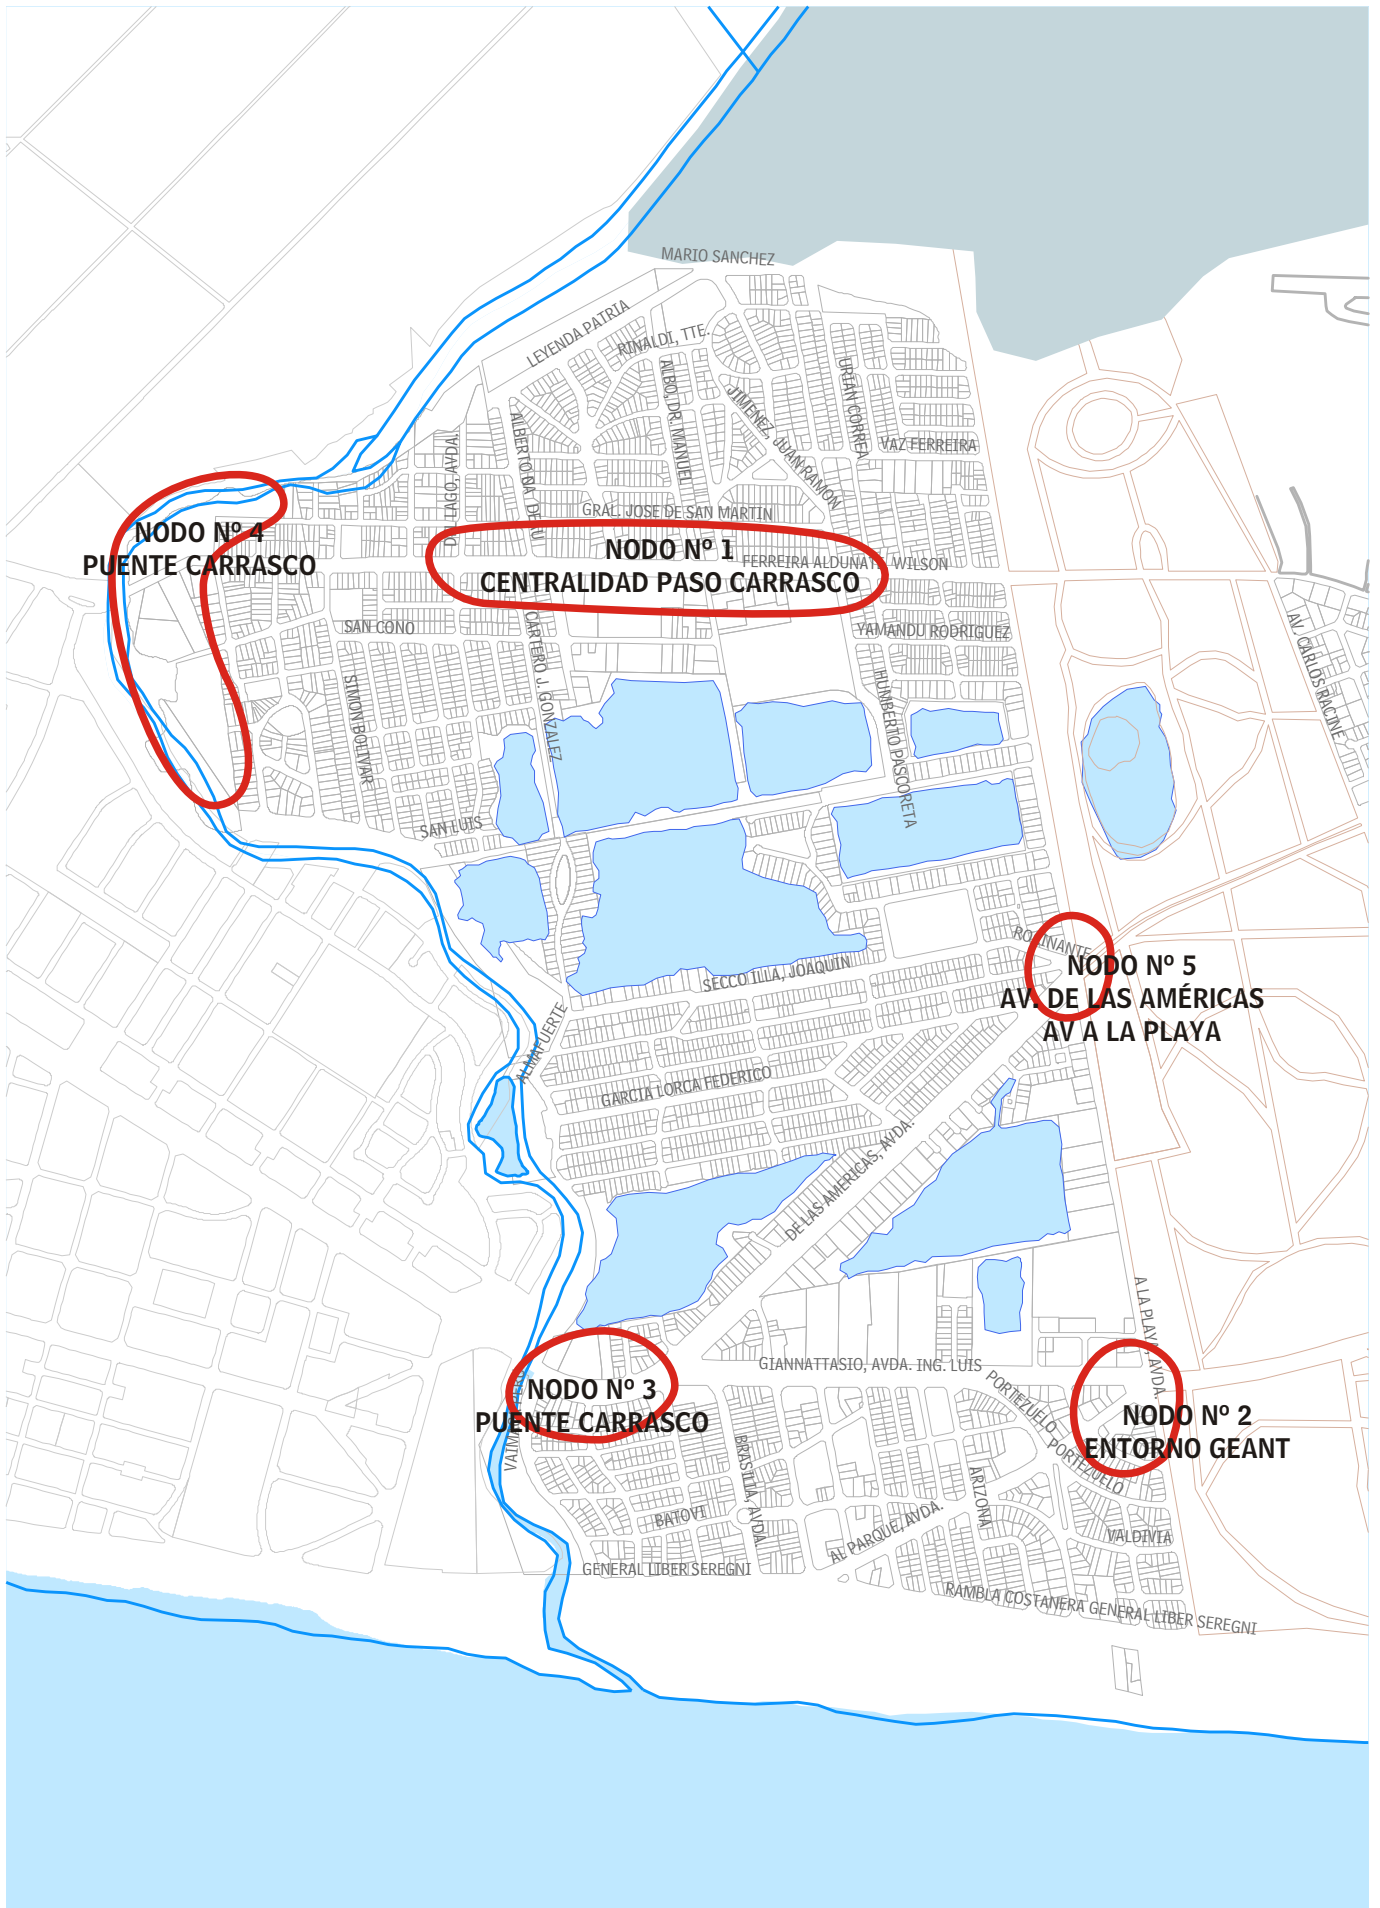 MARIO SANCHEZ
LEYENDA PATRIA
RINALDI, TTE.
ALBO, DR. MANUEL
URIAN CORREA
JIMENEZ, JUAN RAMON
VAZ FERREIRA
DEL LAGO, AVDA.
GRAL. JOSE DE SAN MARTIN
NODO Nº 4
PUENTE CARRASCO
NODO Nº 1
CENTRALIDAD PASO CARRASCO
FERREIRA ALDUNATE, WILSON
SAN CONO
YAMANDU RODRIGUEZ
CARTERO J. GONZALEZ
SIMON BOLIVAR
HUMBERTO PASCORETA
AV. CARLOS RACINE
SAN LUIS
ROCINANTE
NODO Nº 5
AV. DE LAS AMÉRICAS
AV A LA PLAYA
SECCO ILLA, JOAQUIN
ALMAFUERTE
GARCIA LORCA FEDERICO
DE LAS AMERICAS, AVDA.
A LA PLAYA, AVDA.
GIANNATTASIO, AVDA. ING. LUIS
NODO Nº 3
PUENTE CARRASCO
PORTEZUELO
NODO Nº 2
ENTORNO GEANT
PORTEZUELO
BRASILIA, AVDA.
ARIZONA
BATOVI
AL PARQUE, AVDA.
VALDIVIA
GENERAL LIBER SEREGNI
RAMBLA COSTANERA GENERAL LIBER SEREGNI